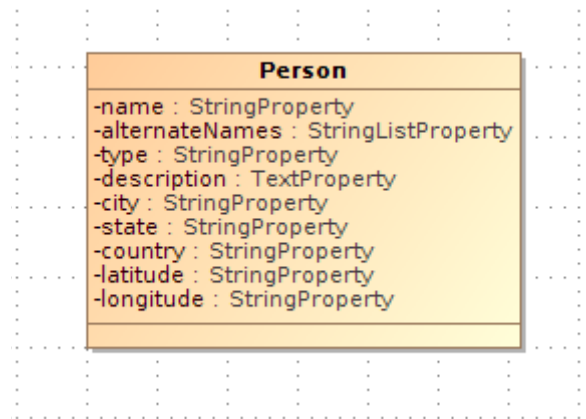 Person
-name : StringProperty
-alternateNames : StringListProperty
-type : StringProperty
-description : TextProperty
-city : StringProperty
-state : StringProperty
-country : StringProperty
-latitude : StringProperty
-longitude : StringProperty